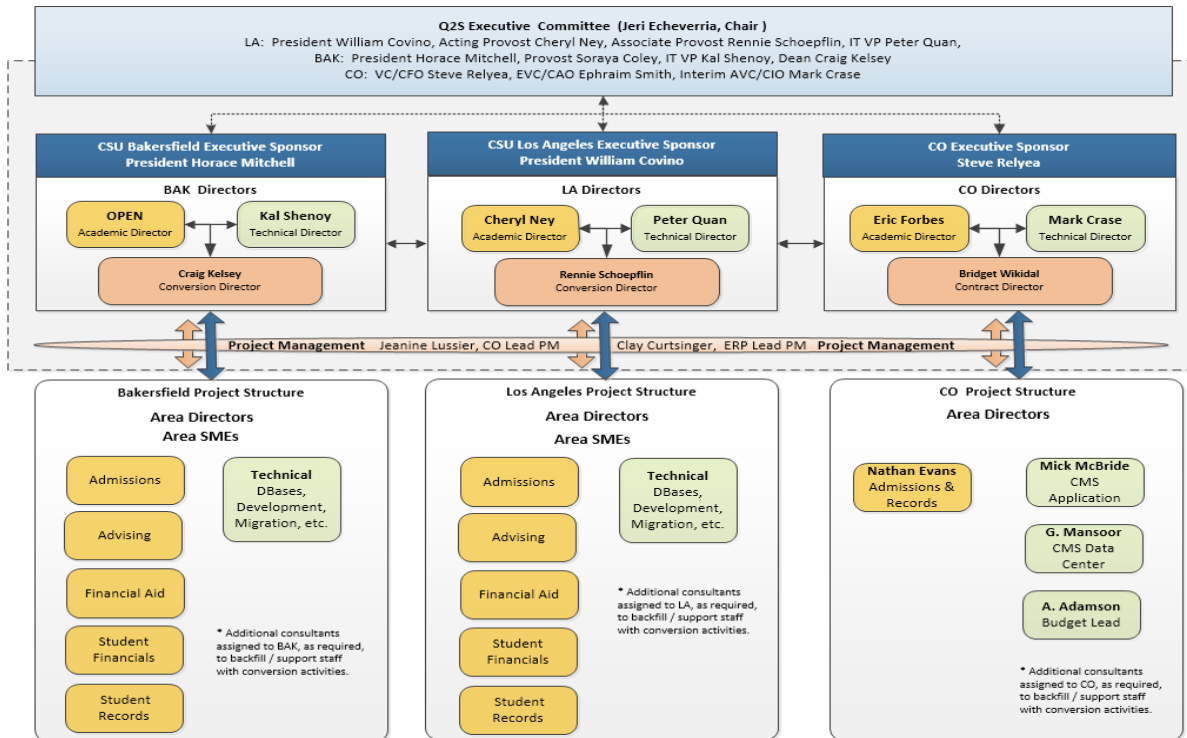 Q2S Executive Committee (Jeri Echeverria, Chair )
LA: President William Covino, Acting Provost Cheryl Ney, Associate Provost Rennie Schoepflin, IT VP Peter Quan,
BAK: President Horace Mitchell, Provost Soraya Coley, IT VP Kal Shenoy, Dean Craig Kelsey
CO: VC/CFO Steve Relyea, EVC/CAO Ephraim Smith, Interim AVC/CIO Mark Crase
CSU Bakersfield Executive Sponsor
President Horace Mitchell
BAK Directors
OPEN
Academic Director
Kal Shenoy
Technical Director
Craig Kelsey
Conversion Director
CSU Los Angeles Executive Sponsor
President William Covino
LA Directors
Cheryl Ney
Academic Director
Peter Quan
Technical Director
Rennie Schoepflin
Conversion Director
CO Executive Sponsor
Steve Relyea
CO Directors
Eric Forbes
Academic Director
Mark Crase
Technical Director
Bridget Wikidal
Contract Director
Project Management Jeanine Lussier, CO Lead PM Clay Curtsinger, ERP Lead PM Project Management
Bakersfield Project Structure
Area Directors
Area SMEs
Admissions
Advising
Financial Aid
Student
Financials
Student
Records
Technical
DBases,
Development,
Migration, etc.
* Additional consultants
assigned to BAK, as required,
to backfill / support staff
with conversion activities.
Los Angeles Project Structure
Area Directors
Area SMEs
Admissions
Advising
Financial Aid
Student
Financials
Student
Records
Technical
DBases,
Development,
Migration, etc.
* Additional consultants
assigned to LA, as required,
to backfill / support staff
with conversion activities.
CO Project Structure
Area Directors
Nathan Evans
Admissions &
Records
Mick McBride
CMS
Application
G. Mansoor
CMS Data
Center
A. Adamson
Budget Lead
* Additional consultants
assigned to CO, as required,
to backfill / support staff
with conversion activities.